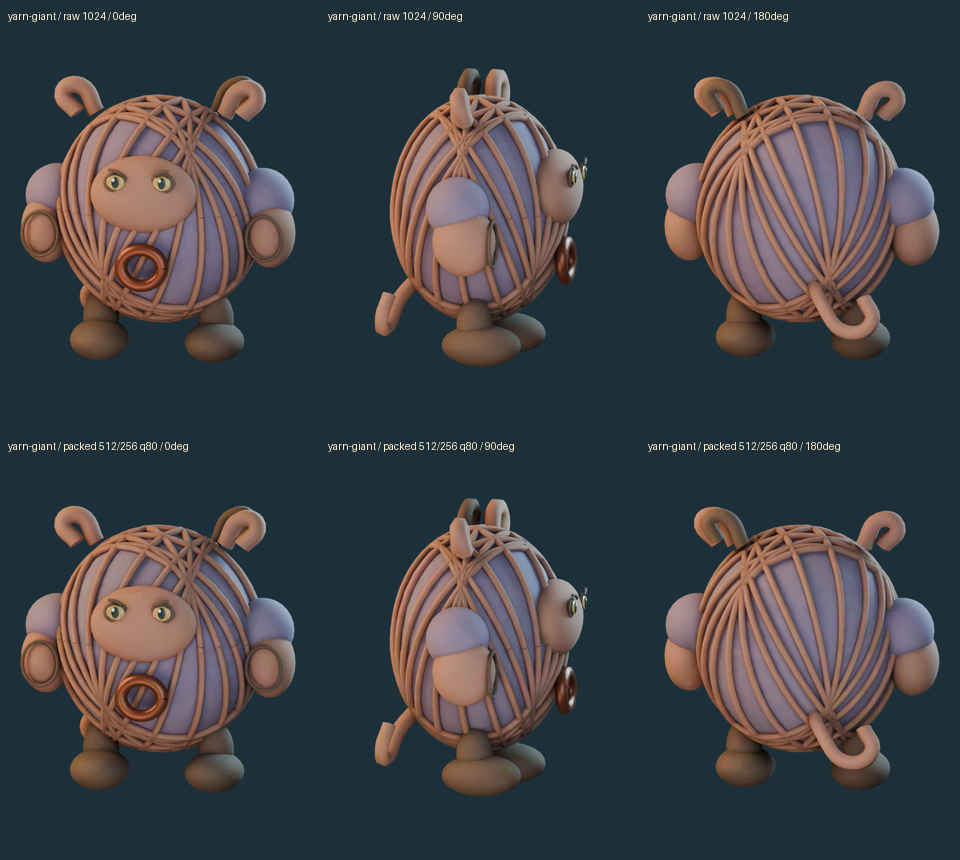 yarn-giant / raw 1024 / 0deg
yarn-giant / raw 1024 / 90deg
yarn-giant / raw 1024 / 180deg
yarn-giant / packed 512/256 q80 / 0deg
yarn-giant / packed 512/256 q80 / 90deg
yarn-giant / packed 512/256 q80 / 180deg